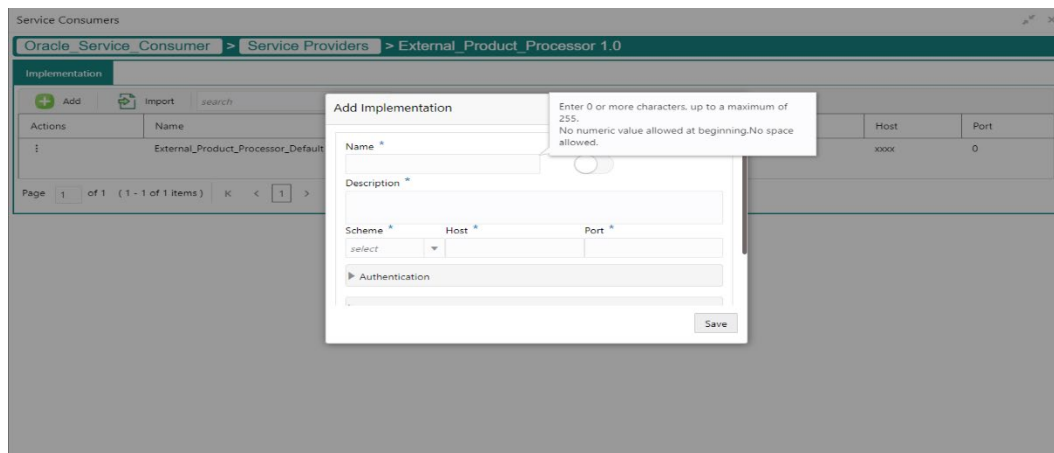 Service Consumers
Oracle_Service_Consumer > Service Providers > External_Product_Processor 1.0
Implementation
Add Import search
Actions Name Host Port
External_Product_Processor_Default xxxx 0
Page 1 of 1 (1 - 1 of 1 items) K < 1 >
Add Implementation
Enter 0 or more characters, up to a maximum of
255.
No numeric value allowed at beginning.No space
allowed.
Name *
Description *
Scheme * Host * Port *
select
Authentication
Save